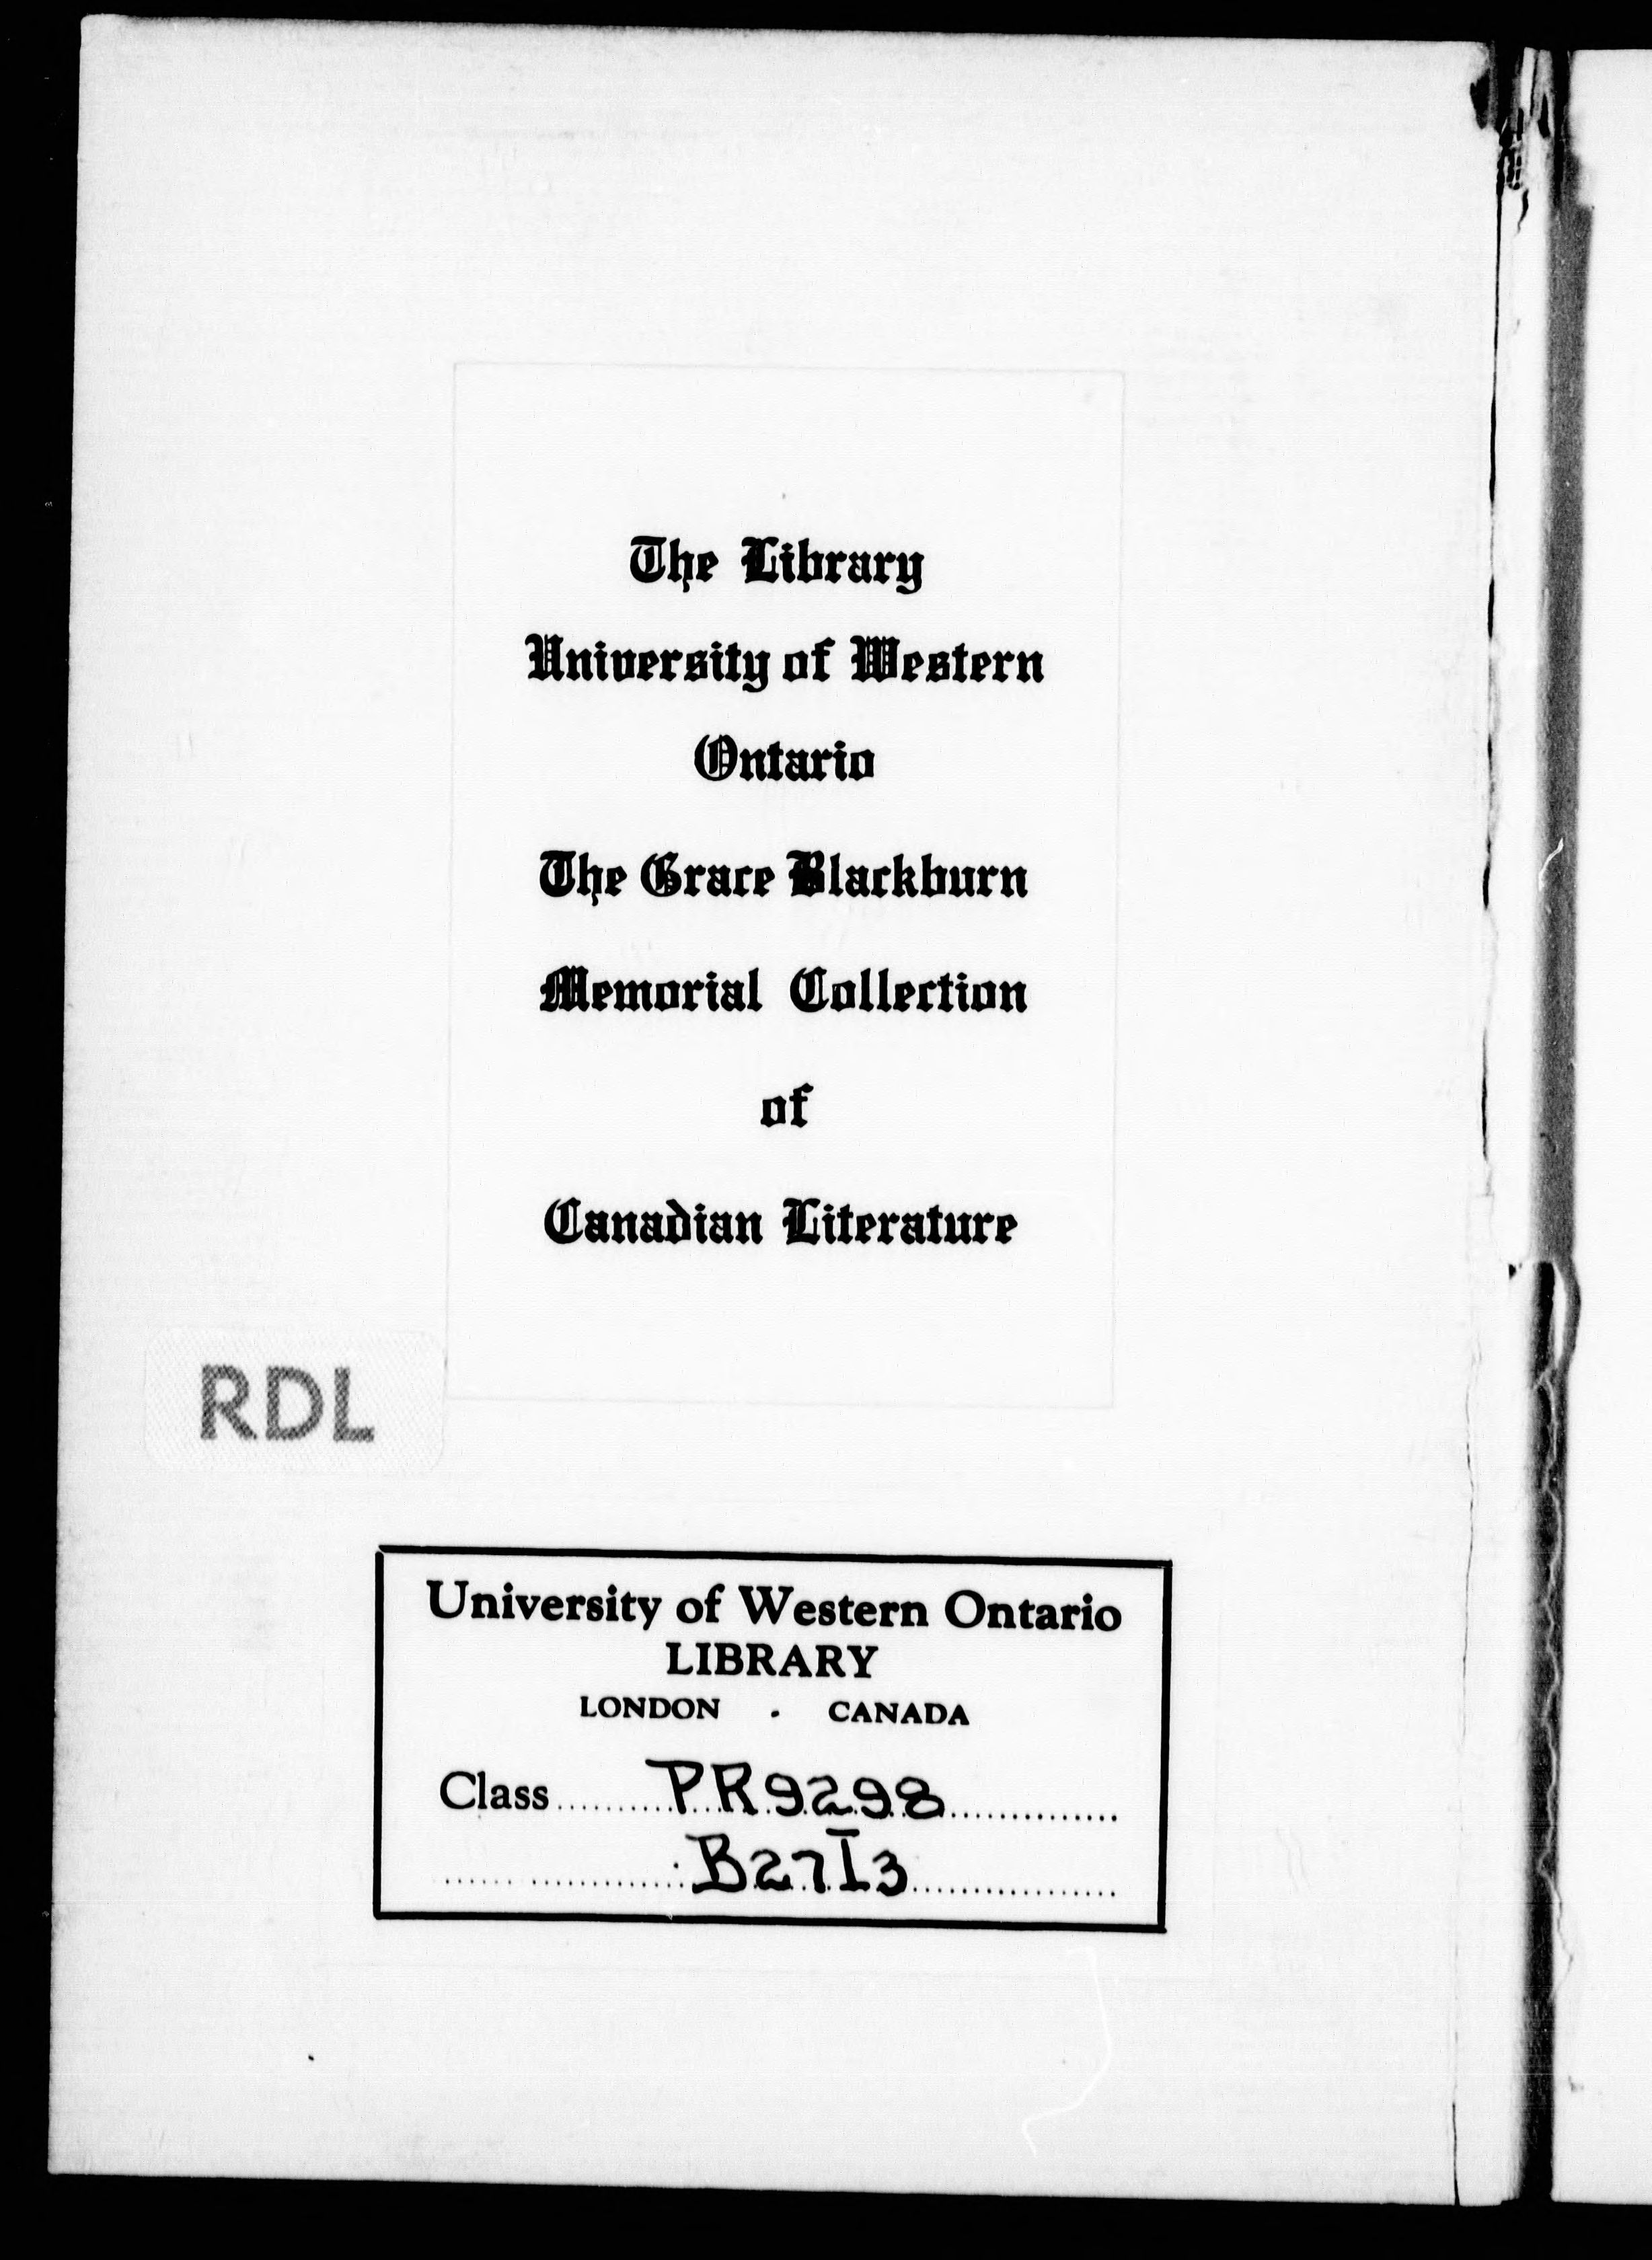 The Library
University of Western
Ontario
The Grace Blackburn
Memorial Collection
of
Canadian Literature
RDL
University of Western Ontario
LIBRARY
LONDON . CANADA
Class PR9298
B27I3